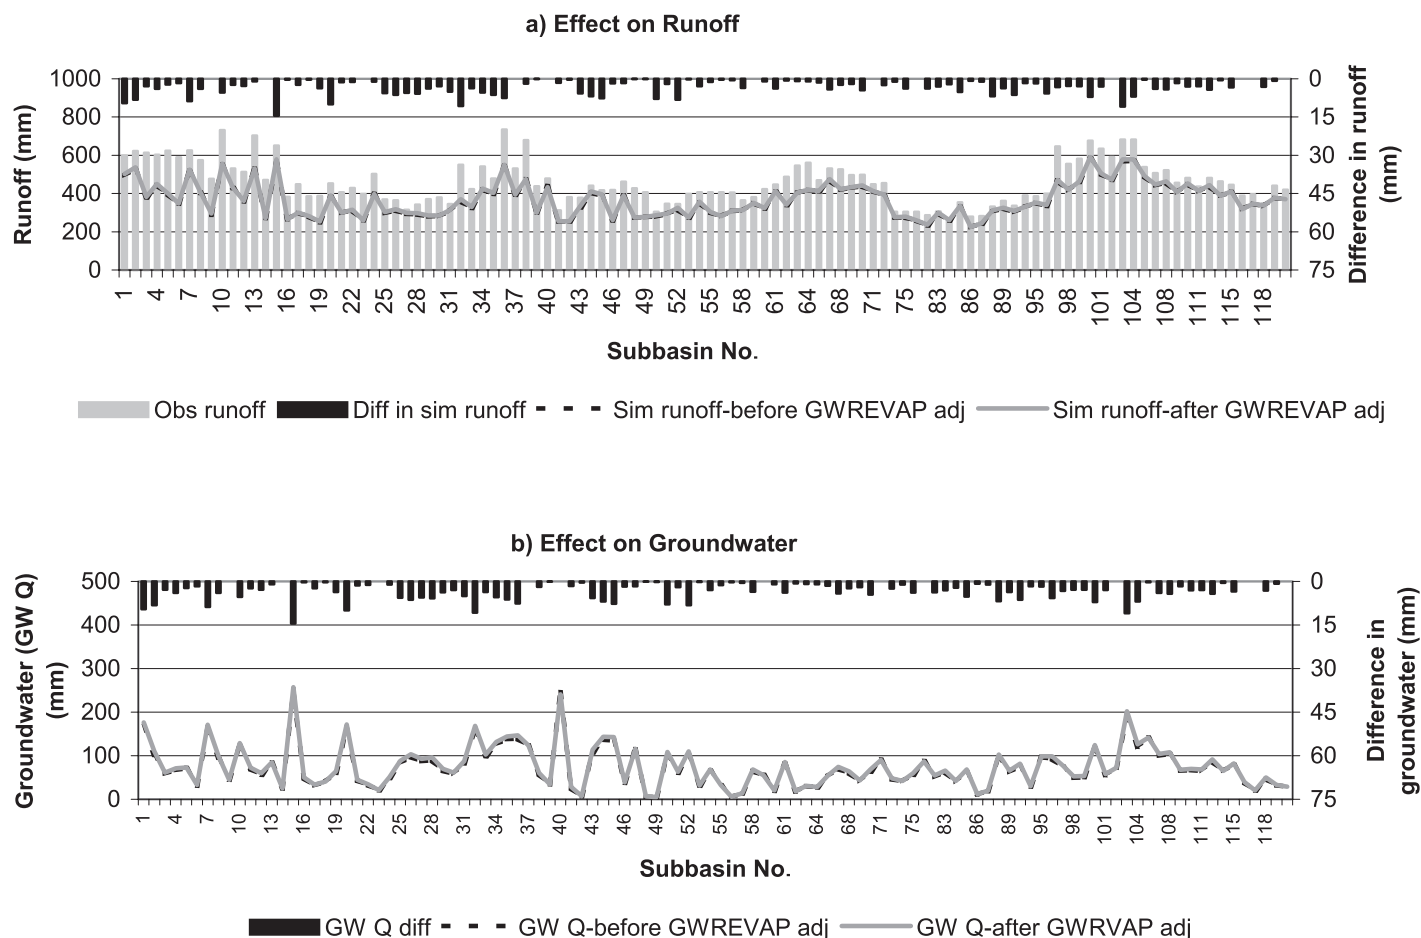 a) Effect on Runoff
1000
800
600
400
200
0
Runoff (mm)
0
15
30
45
60
75
Difference in runoff
(mm)
1 4 7 10 13 16 19 22 25 28 31 34 37 40 43 46 49 52 55 58 61 64 68 71 75 83 86 89 95 98 101 104 108 111 115 118
Subbasin No.
Obs runoff Diff in sim runoff Sim runoff-before GWREVAP adj Sim runoff-after GWREVAP adj
b) Effect on Groundwater
500
400
300
200
100
0
Groundwater (GW Q)
(mm)
0
15
30
45
60
75
Difference in
groundwater (mm)
1 4 7 10 13 16 19 22 25 28 31 34 37 40 43 46 49 52 55 58 61 64 68 71 75 83 86 89 95 98 101 104 108 111 115 118
Subbasin No.
GW Q diff GW Q-before GWREVAP adj GW Q-after GWRVAP adj